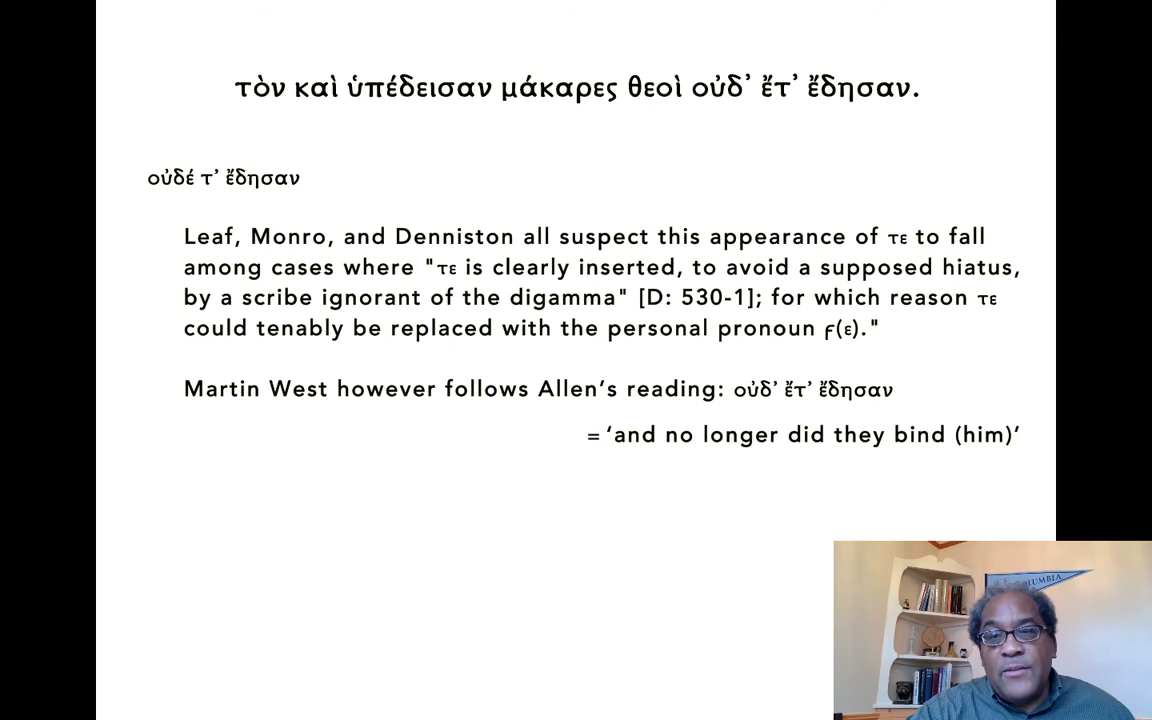 τὸν καὶ ὑπέδεισαν μάκαρες θεοὶ οὐδ’ ἔτ’ ἔδησαν.
οὐδέ τ’ ἔδησαν
Leaf, Monro, and Denniston all suspect this appearance of τε to fall
among cases where "τε is clearly inserted, to avoid a supposed hiatus,
by a scribe ignorant of the digamma" [D: 530-1]; for which reason τε
could tenably be replaced with the personal pronoun ϝ(ε)."
Martin West however follows Allen’s reading: οὐδ’ ἔτ’ ἔδησαν
= ‘and no longer did they bind (him)’